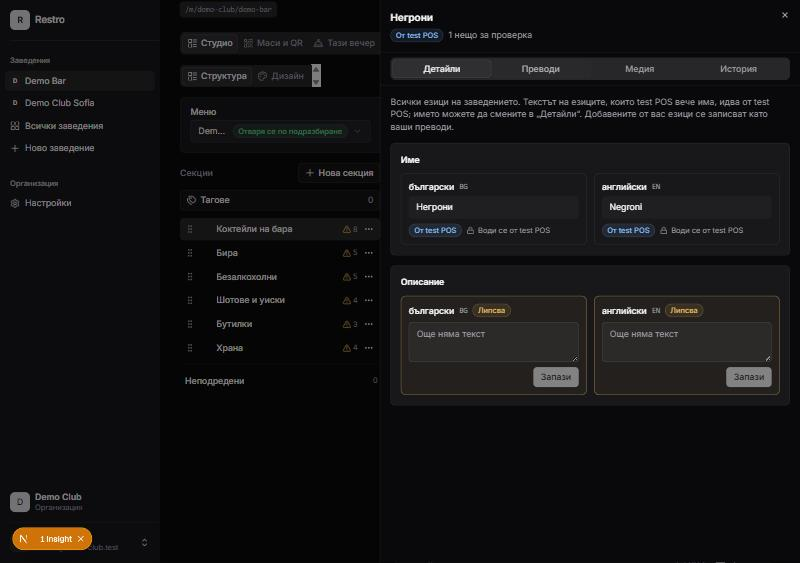 R Restro
Заведения
D Demo Bar
D Demo Club Sofia
Всички заведения
+ Ново заведение
Организация
Настройки
D Demo Club
Организация
club.test
N 1 Insight ×
/m/demo-club/demo-bar
Студио Маси и QR Тази вечер
Структура Дизайн
Меню
Dem... Отваря се по подразбиране
Секции + Нова секция
Тагове 0
Коктейли на бара 8 ...
Бира 5 ...
Безалкохолни 5 ...
Шотове и уиски 4 ...
Бутилки 3 ...
Храна 4 ...
Неподредени 0
Негрони ×
От test POS 1 нещо за проверка
Детайли Преводи Медия История
Всички езици на заведението. Текстът на езиците, които test POS вече има, идва от test
POS; името можете да смените в „Детайли“. Добавените от вас езици се записват като
ваши преводи.
Име
български BG английски EN
Негрони Negroni
От test POS Води се от test POS От test POS Води се от test POS
Описание
български BG Липсва английски EN Липсва
Още няма текст Още няма текст
Запази Запази